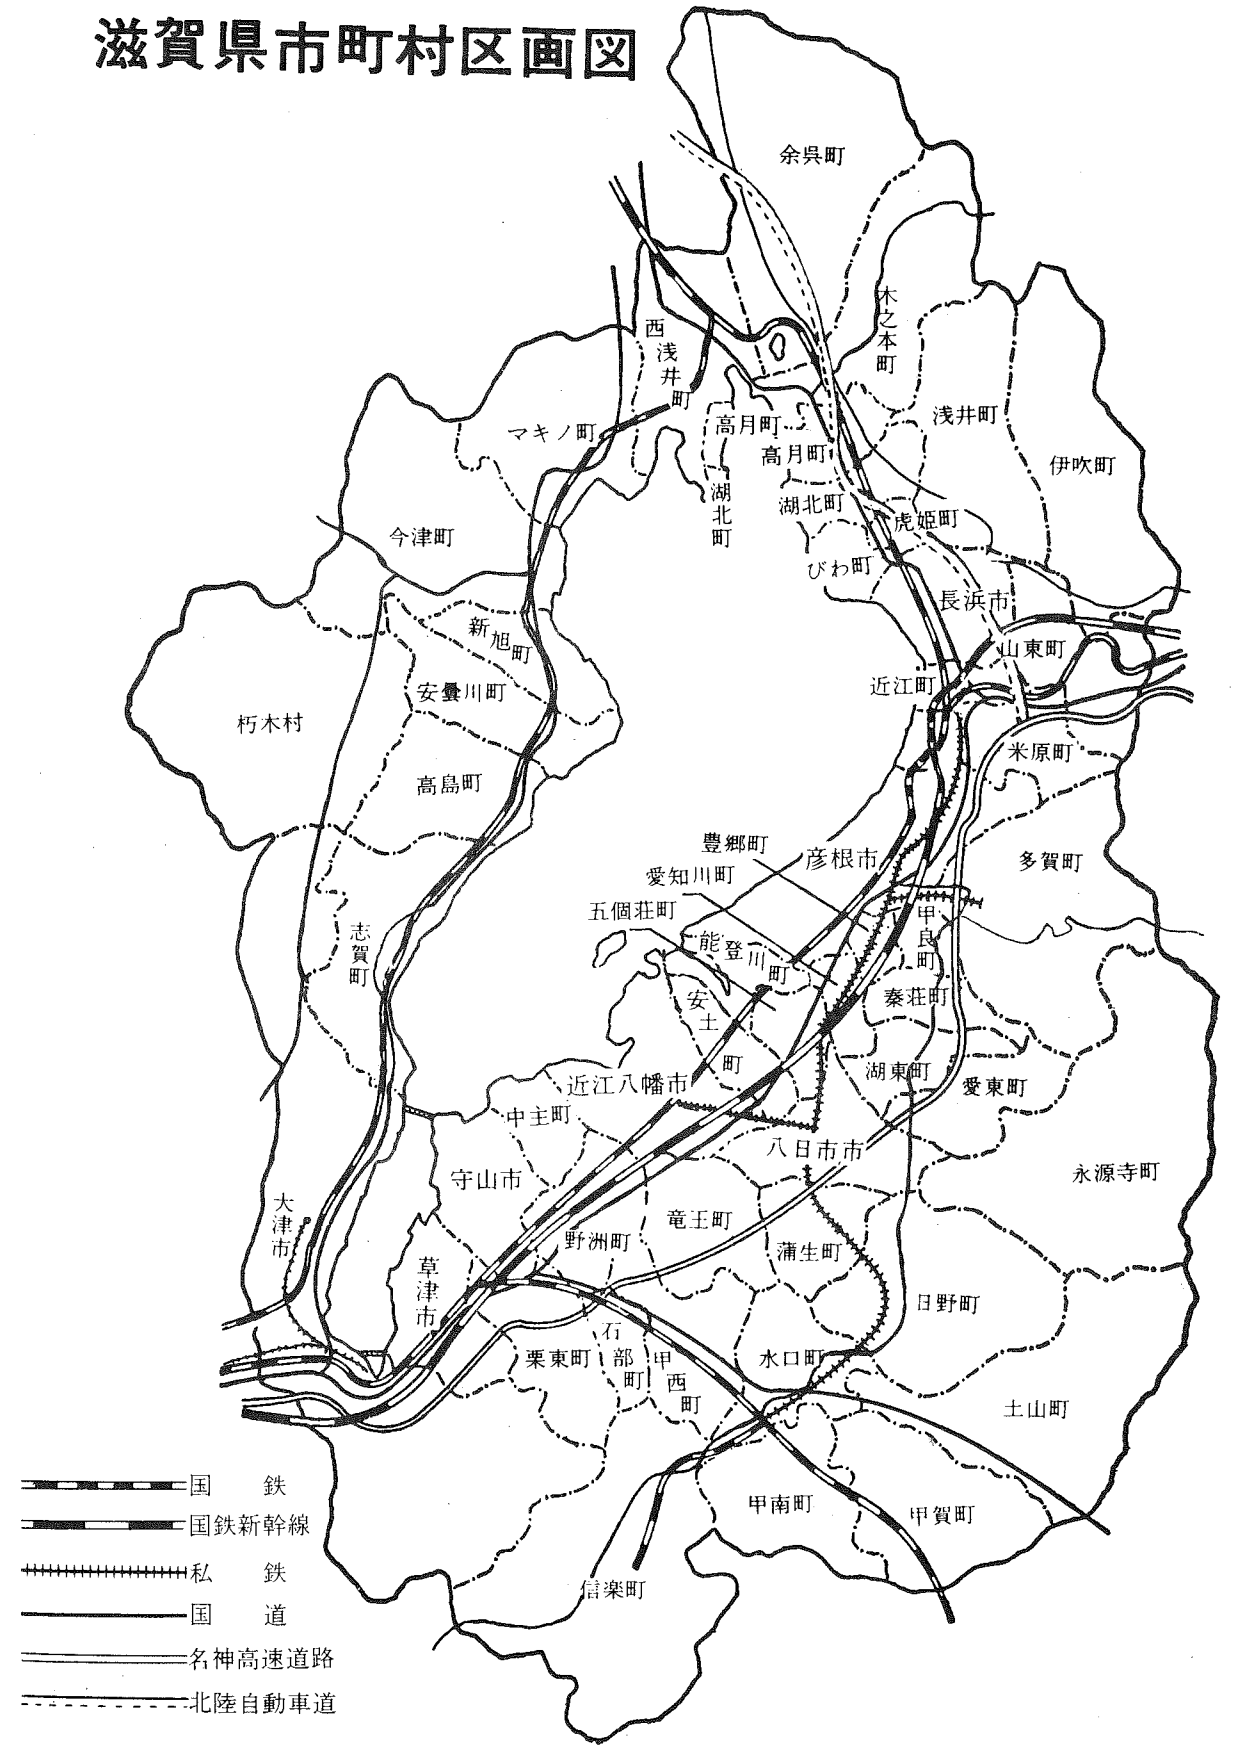 滋賀県市町村区画図
余呉町
木之本町
西浅井町
浅井町
マキノ町
高月町
高月町
伊吹町
湖北町
湖北町
虎姫町
今津町
びわ町
長浜市
新旭町
山東町
近江町
安曇川町
朽木村
米原町
高島町
豊郷町
彦根市
多賀町
愛知川町
五個荘町
甲良町
志賀町
能登川町
秦荘町
安土町
湖東町
愛東町
近江八幡市
中主町
八日市市
永源寺町
守山市
竜王町
大津市
野洲町
蒲生町
草津市
日野町
石部町
栗東町
甲西町
水口町
土山町
甲南町
甲賀町
信楽町
国 鉄
国鉄新幹線
私 鉄
国 道
名神高速道路
北陸自動車道